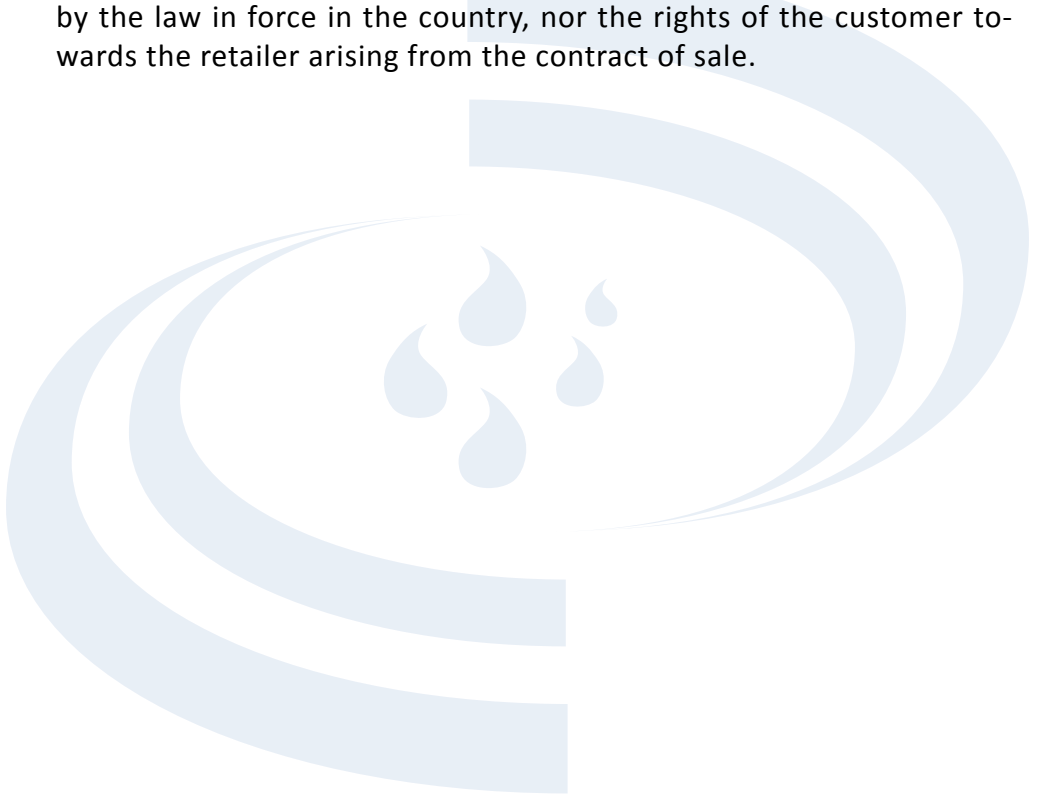 by the law in force in the country, nor the rights of the customer to-
wards the retailer arising from the contract of sale.